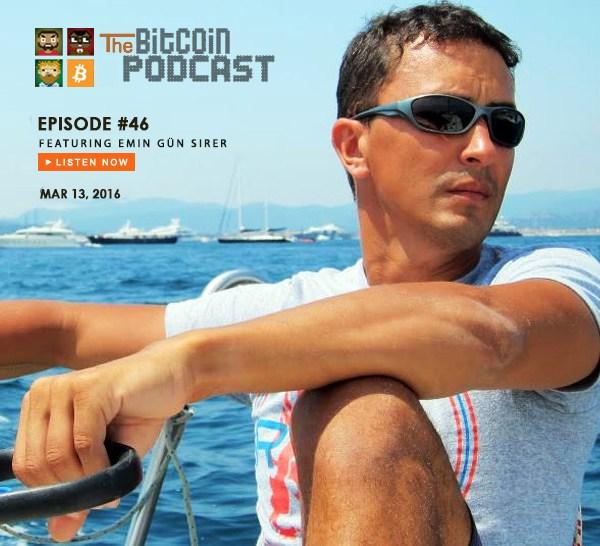 The BitCoin
PODCAST
EPISODE #46
FEATURING EMIN GÜN SIRER
LISTEN NOW
MAR 13, 2016